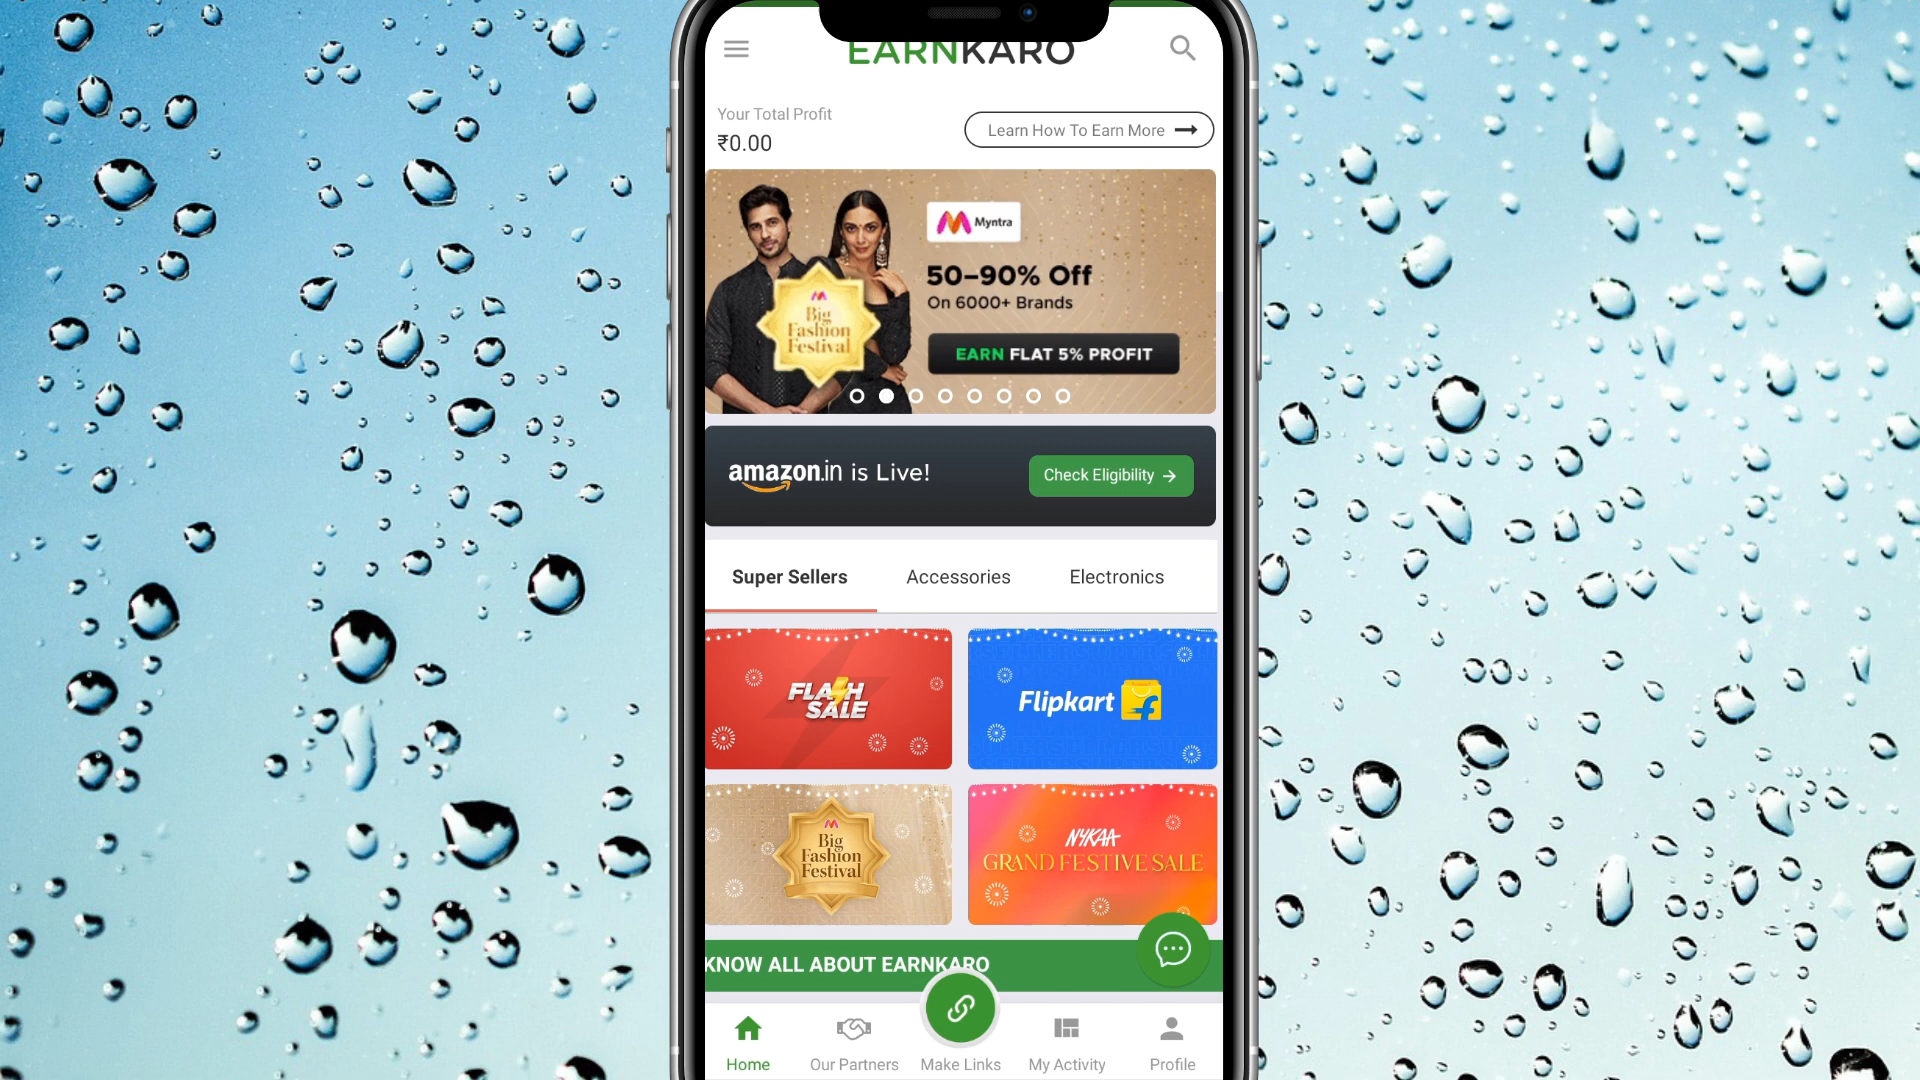 EARNKARO
Your Total Profit
₹0.00
Learn How To Earn More
Myntra
50–90% Off
On 6000+ Brands
EARN FLAT 5% PROFIT
Big
Fashion
Festival
amazon.in is Live!
Check Eligibility
Super Sellers
Accessories
Electronics
FLASH
SALE
Flipkart
Big
Fashion
Festival
NYKAA
GRAND FESTIVE SALE
KNOW ALL ABOUT EARNKARO
Home
Our Partners
Make Links
My Activity
Profile